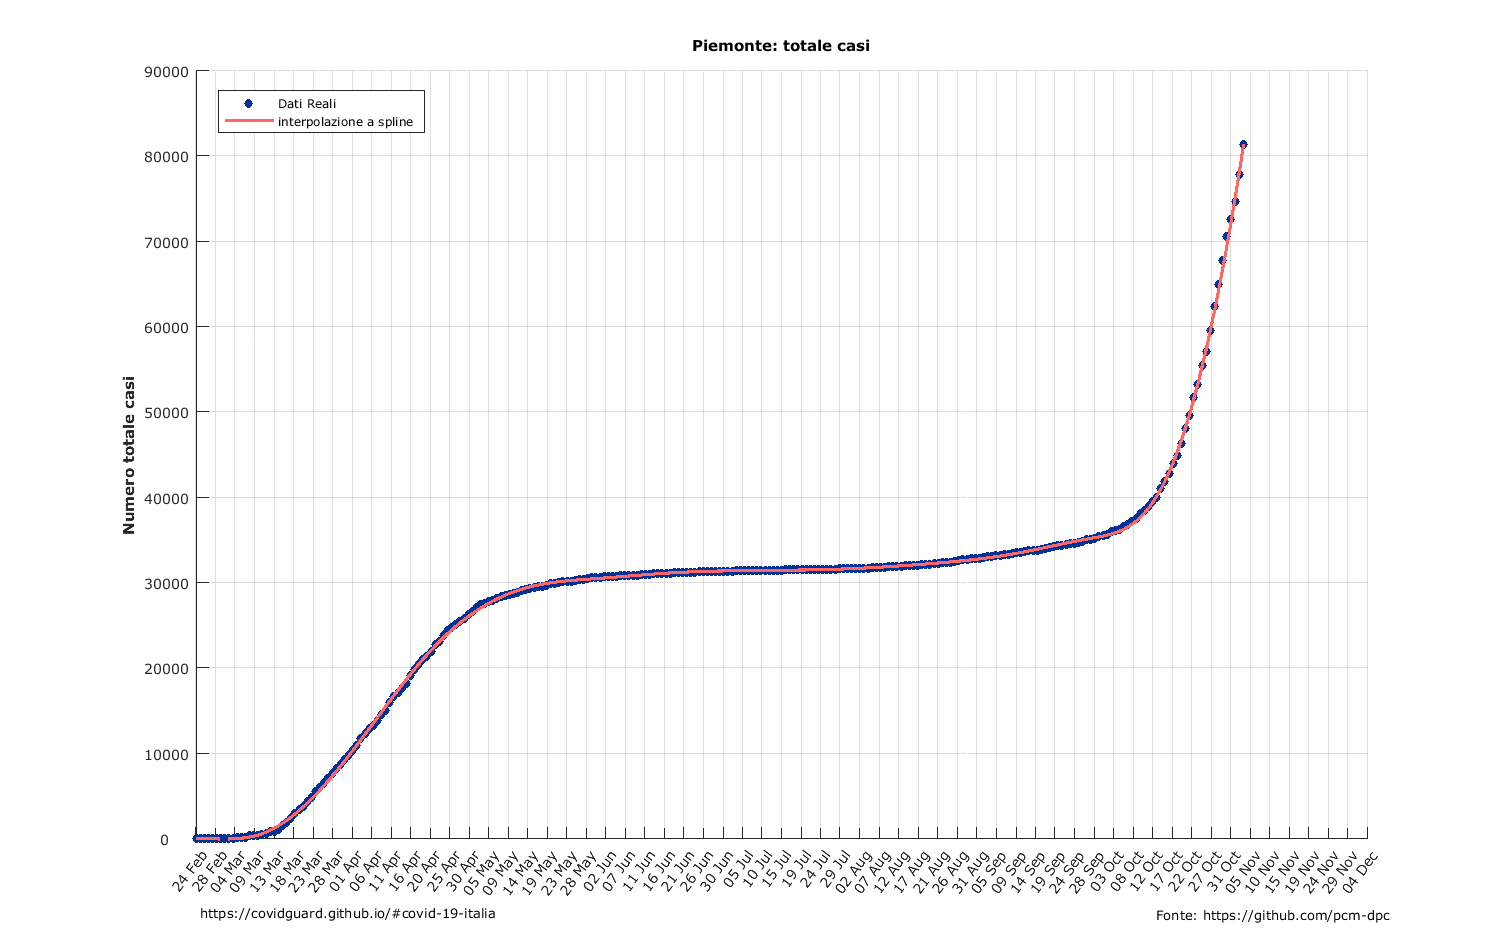 Piemonte: totale casi
90000
80000
70000
60000
50000
40000
30000
20000
10000
0
Numero totale casi
Dati Reali
interpolazione a spline
24 Feb
28 Feb
04 Mar
09 Mar
13 Mar
18 Mar
23 Mar
28 Mar
01 Apr
06 Apr
11 Apr
16 Apr
20 Apr
25 Apr
30 Apr
05 May
09 May
14 May
19 May
23 May
28 May
02 Jun
07 Jun
11 Jun
16 Jun
21 Jun
26 Jun
30 Jun
05 Jul
10 Jul
15 Jul
19 Jul
24 Jul
29 Jul
02 Aug
07 Aug
12 Aug
17 Aug
21 Aug
26 Aug
31 Aug
05 Sep
09 Sep
14 Sep
19 Sep
24 Sep
28 Sep
03 Oct
08 Oct
12 Oct
17 Oct
22 Oct
27 Oct
31 Oct
05 Nov
10 Nov
15 Nov
19 Nov
24 Nov
29 Nov
04 Dec
https://covidguard.github.io/#covid-19-italia
Fonte: https://github.com/pcm-dpc